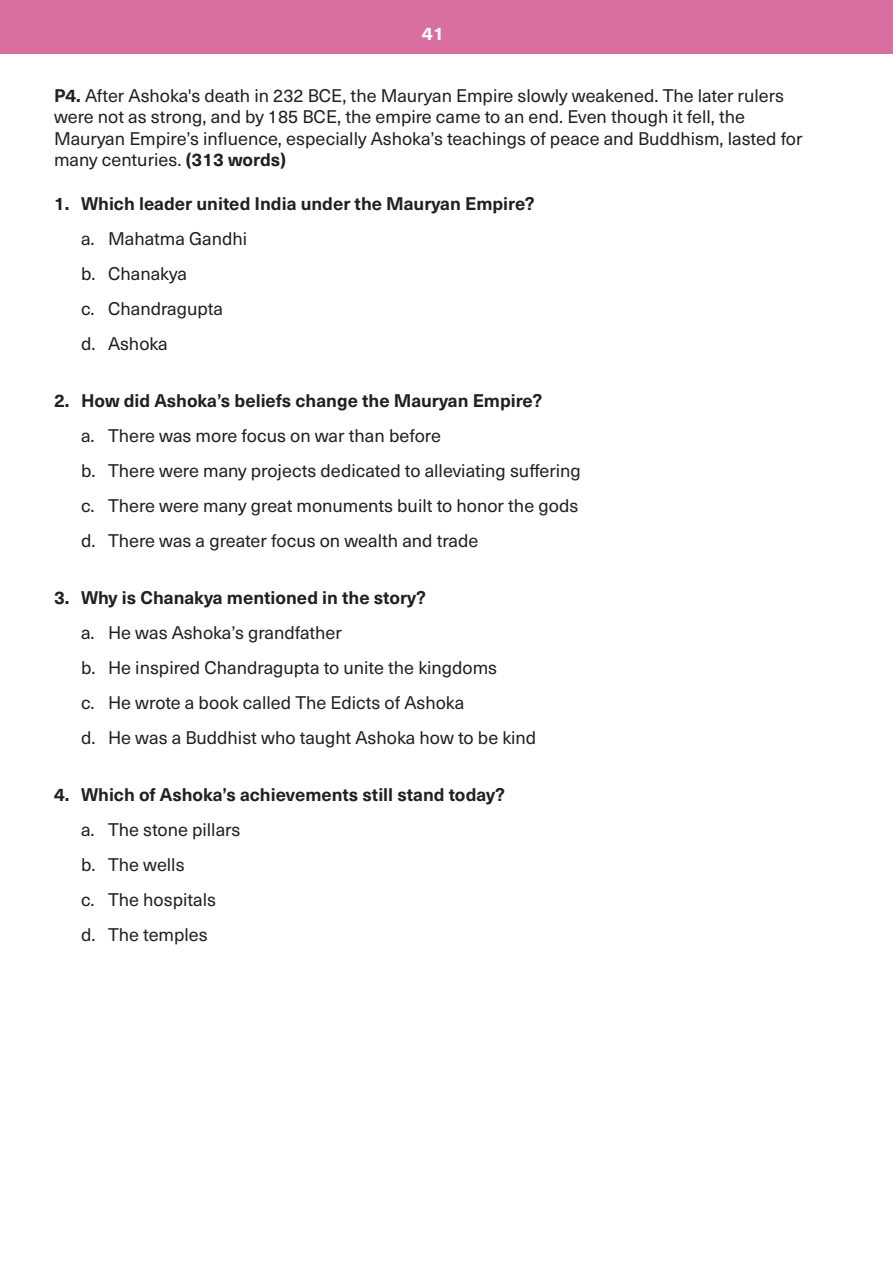 41
P4. After Ashoka's death in 232 BCE, the Mauryan Empire slowly weakened. The later rulers
were not as strong, and by 185 BCE, the empire came to an end. Even though it fell, the
Mauryan Empire’s influence, especially Ashoka’s teachings of peace and Buddhism, lasted for
many centuries. (313 words)
1. Which leader united India under the Mauryan Empire?
a. Mahatma Gandhi
b. Chanakya
c. Chandragupta
d. Ashoka
2. How did Ashoka’s beliefs change the Mauryan Empire?
a. There was more focus on war than before
b. There were many projects dedicated to alleviating suffering
c. There were many great monuments built to honor the gods
d. There was a greater focus on wealth and trade
3. Why is Chanakya mentioned in the story?
a. He was Ashoka’s grandfather
b. He inspired Chandragupta to unite the kingdoms
c. He wrote a book called The Edicts of Ashoka
d. He was a Buddhist who taught Ashoka how to be kind
4. Which of Ashoka’s achievements still stand today?
a. The stone pillars
b. The wells
c. The hospitals
d. The temples